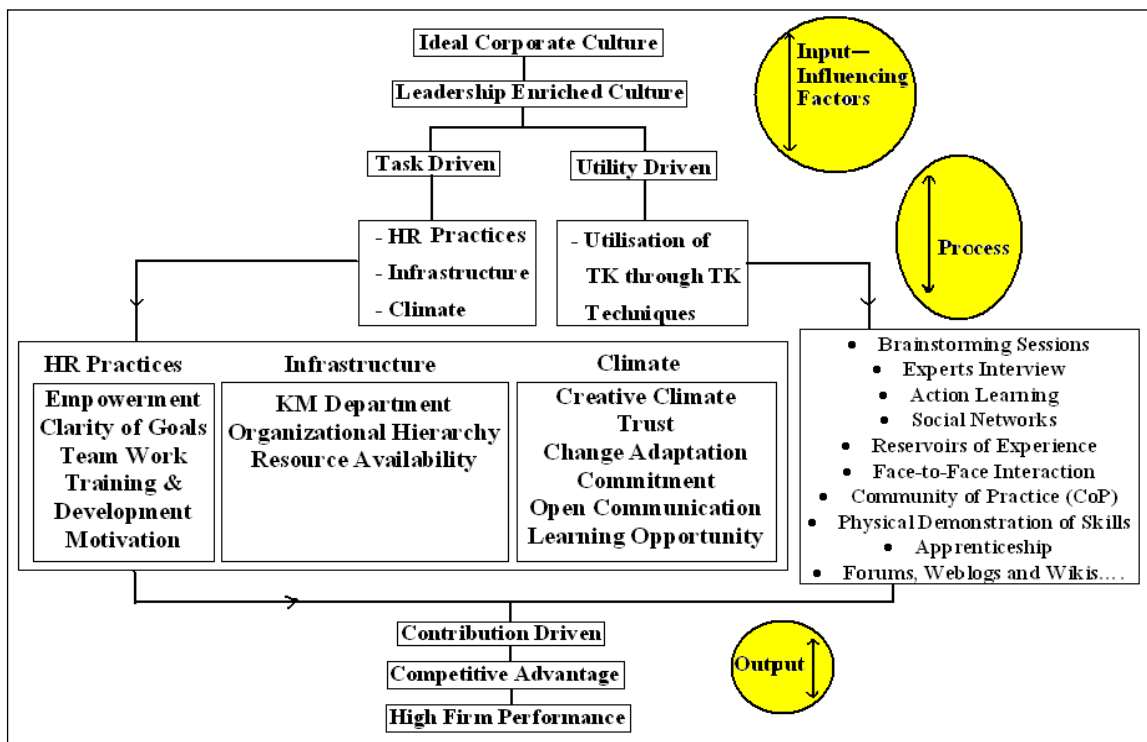 Ideal Corporate Culture
Input—
Influencing
Factors
Leadership Enriched Culture
Task Driven
Utility Driven
- HR Practices
- Infrastructure
- Climate
- Utilisation of
TK through TK
Techniques
Process
HR Practices
Empowerment
Clarity of Goals
Team Work
Training &
Development
Motivation
Infrastructure
KM Department
Organizational Hierarchy
Resource Availability
Climate
Creative Climate
Trust
Change Adaptation
Commitment
Open Communication
Learning Opportunity
• Brainstorming Sessions
• Experts Interview
• Action Learning
• Social Networks
• Reservoirs of Experience
• Face-to-Face Interaction
• Community of Practice (CoP)
• Physical Demonstration of Skills
• Apprenticeship
• Forums, Weblogs and Wikis....
Contribution Driven
Competitive Advantage
High Firm Performance
Output